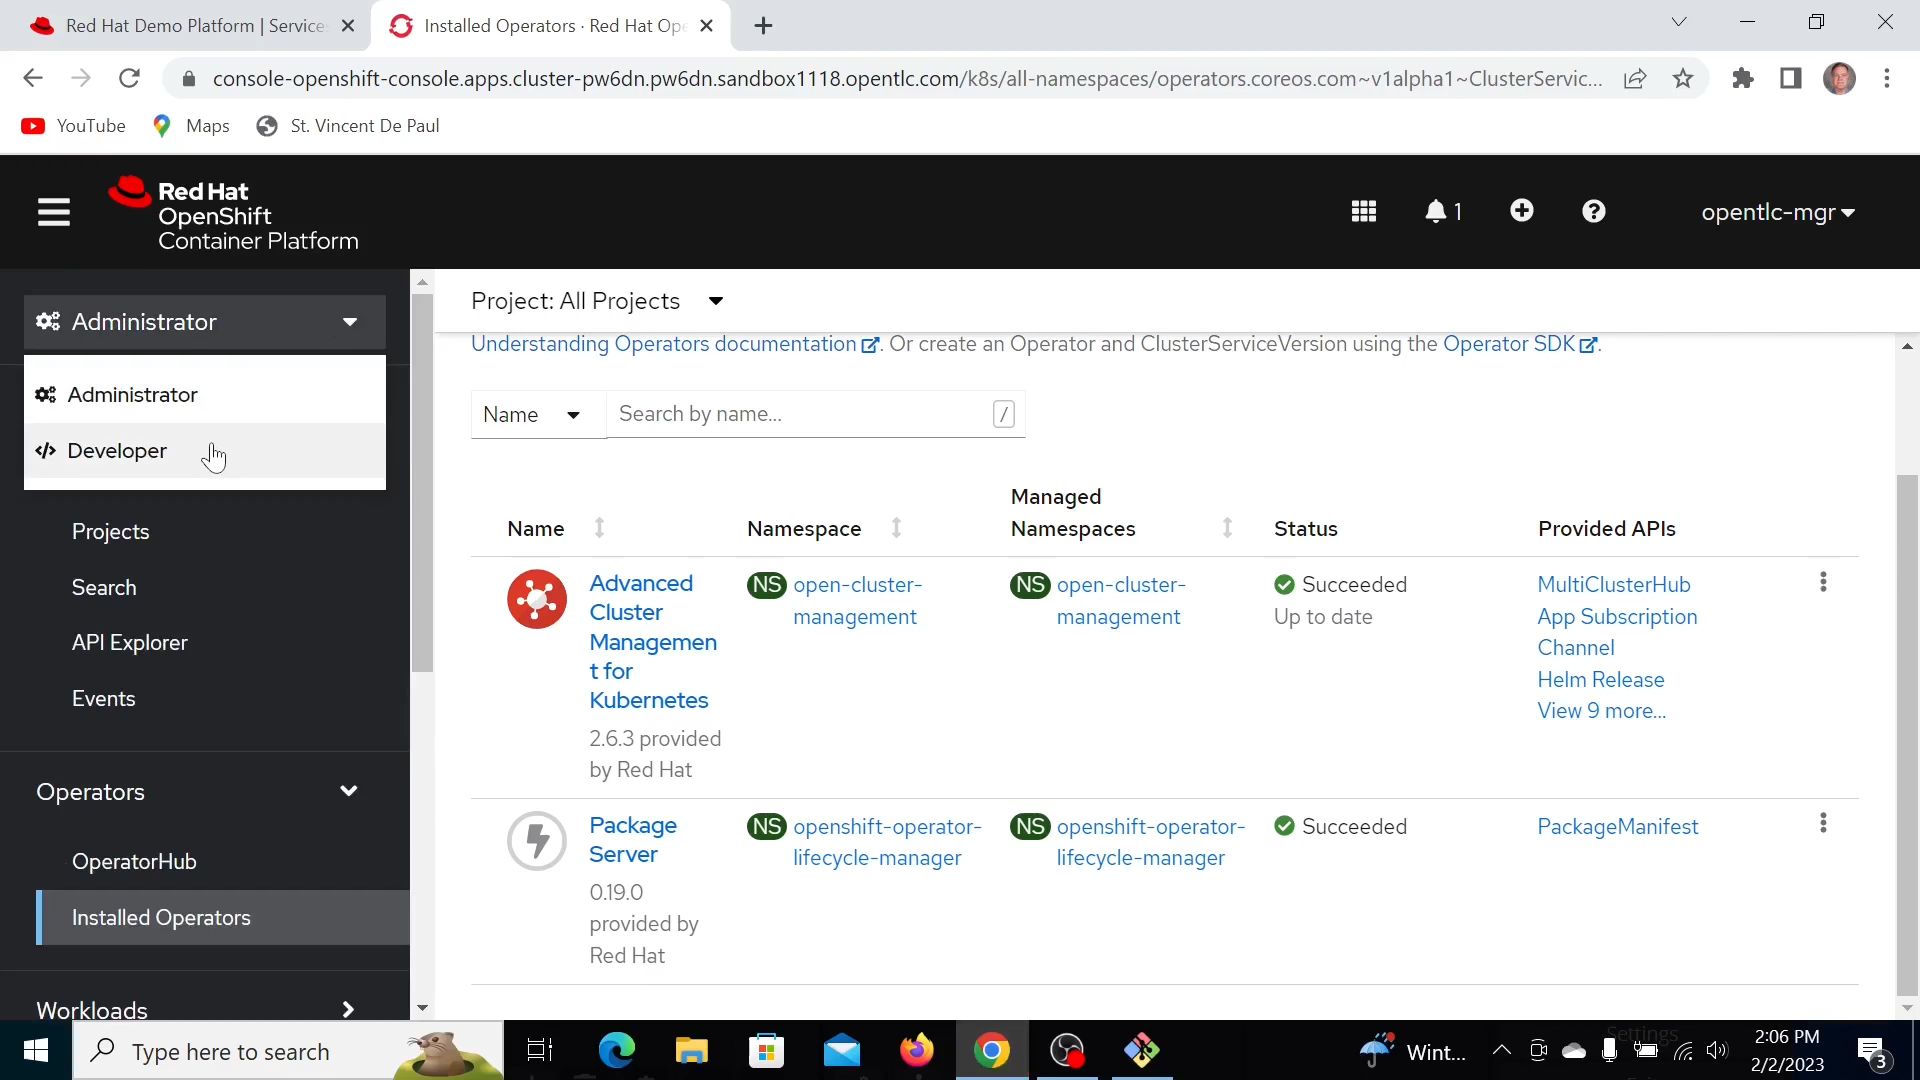 Red Hat Demo Platform | Service
Installed Operators · Red Hat Ope
console-openshift-console.apps.cluster-pw6dn.pw6dn.sandbox1118.opentlc.com/k8s/all-namespaces/operators.coreos.com~v1alpha1~ClusterServic...
YouTube
Maps
St. Vincent De Paul
Red Hat
OpenShift
Container Platform
1
opentlc-mgr
Administrator
Administrator
Developer
Projects
Search
API Explorer
Events
Operators
OperatorHub
Installed Operators
Workloads
Project: All Projects
Understanding Operators documentation. Or create an Operator and ClusterServiceVersion using the Operator SDK.
Name
Search by name...
/
Name
Namespace
Managed
Namespaces
Status
Provided APIs
Advanced
Cluster
Managemen
t for
Kubernetes
2.6.3 provided
by Red Hat
NS open-cluster-
management
NS open-cluster-
management
Succeeded
Up to date
MultiClusterHub
App Subscription
Channel
Helm Release
View 9 more...
Package
Server
0.19.0
provided by
Red Hat
NS openshift-operator-
lifecycle-manager
NS openshift-operator-
lifecycle-manager
Succeeded
PackageManifest
Type here to search
Wint...
Settings
2:06 PM
2/2/2023
3